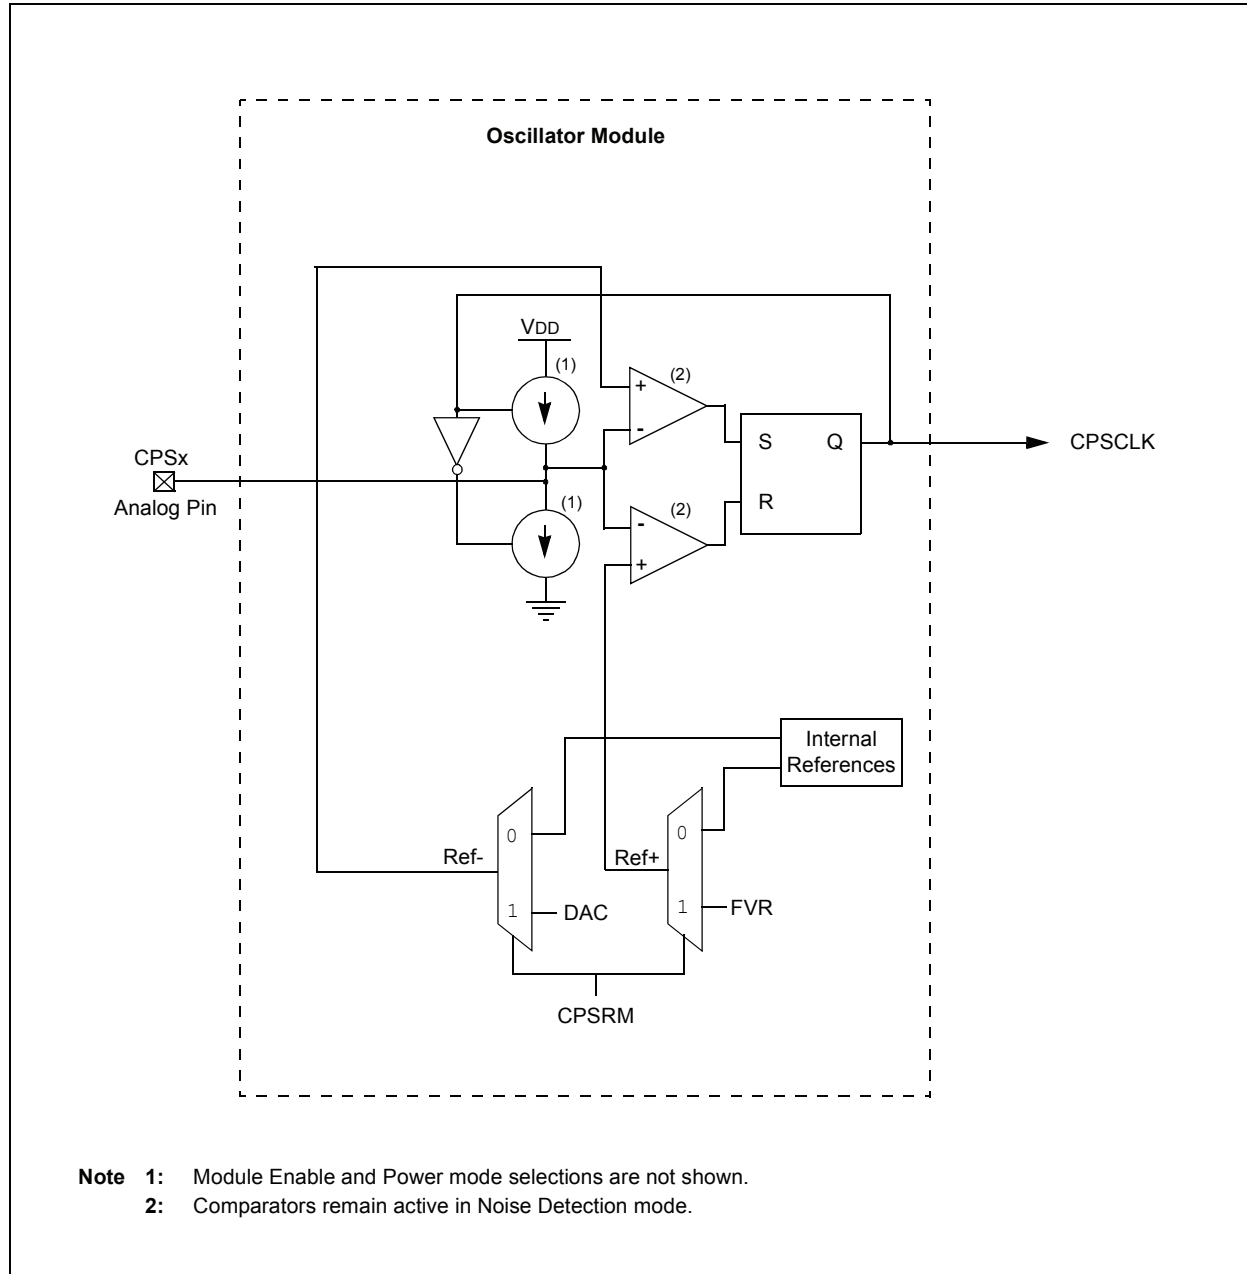 Oscillator Module
VDD
(1)
(2)
+
-
S
Q
CPSCLK
CPSx
Analog Pin
(1)
(2)
R
-
+
Internal
References
0
0
Ref-
Ref+
1
DAC
1
FVR
CPSRM
Note 1: Module Enable and Power mode selections are not shown.
2: Comparators remain active in Noise Detection mode.